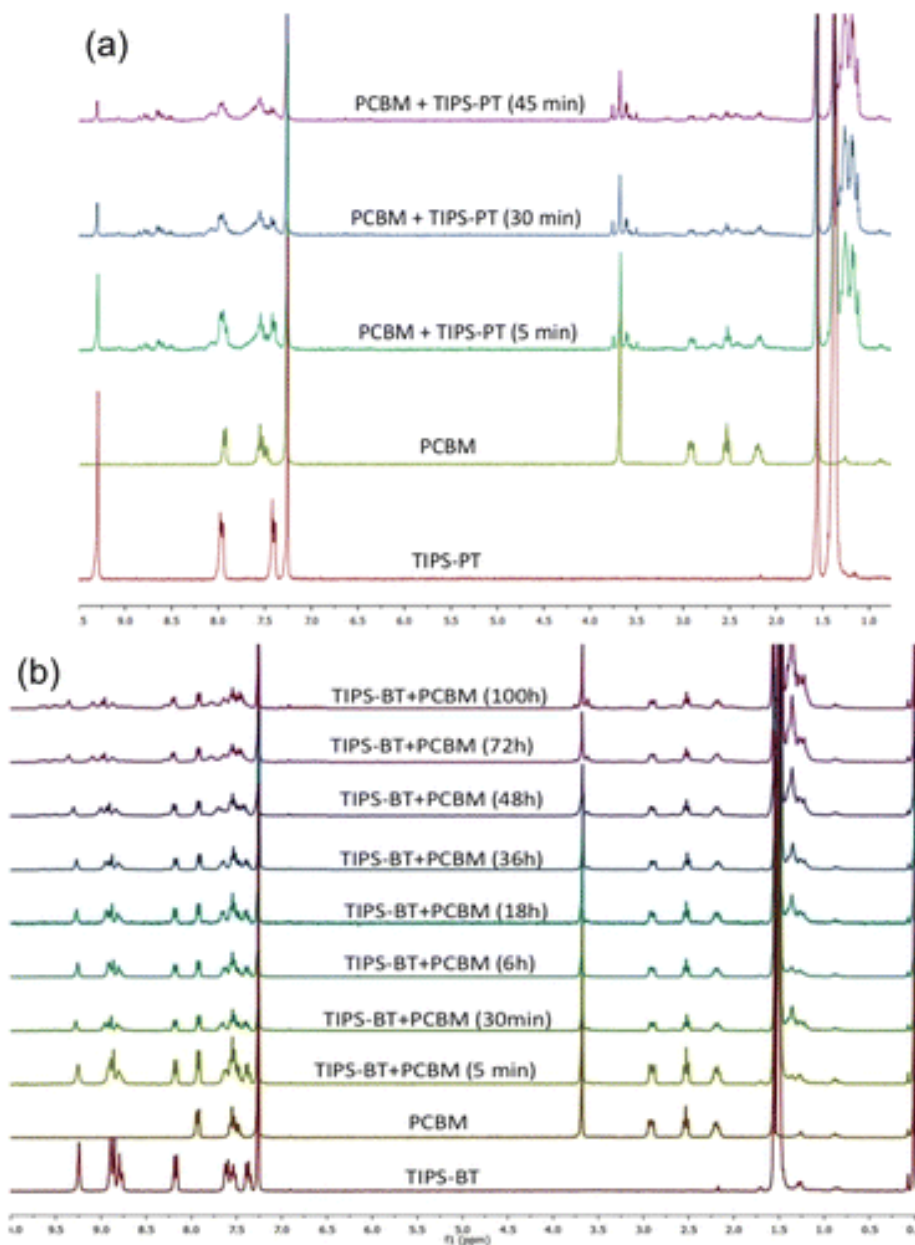 (a)
PCBM + TIPS-PT (45 min)
PCBM + TIPS-PT (30 min)
PCBM + TIPS-PT (5 min)
PCBM
TIPS-PT
.5 9.0 8.5 8.0 7.5 7.0 6.5 6.0 5.5 5.0 4.5 4.0 3.5 3.0 2.5 2.0 1.5 1.0
(b)
TIPS-BT+PCBM (100h)
TIPS-BT+PCBM (72h)
TIPS-BT+PCBM (48h)
TIPS-BT+PCBM (36h)
TIPS-BT+PCBM (18h)
TIPS-BT+PCBM (6h)
TIPS-BT+PCBM (30min)
TIPS-BT+PCBM (5 min)
PCBM
TIPS-BT
.0 9.5 9.0 8.5 8.0 7.5 7.0 6.5 6.0 5.5 5.0 4.5 4.0 3.5 3.0 2.5 2.0 1.5 1.0 0.5 0.
f1 (ppm)